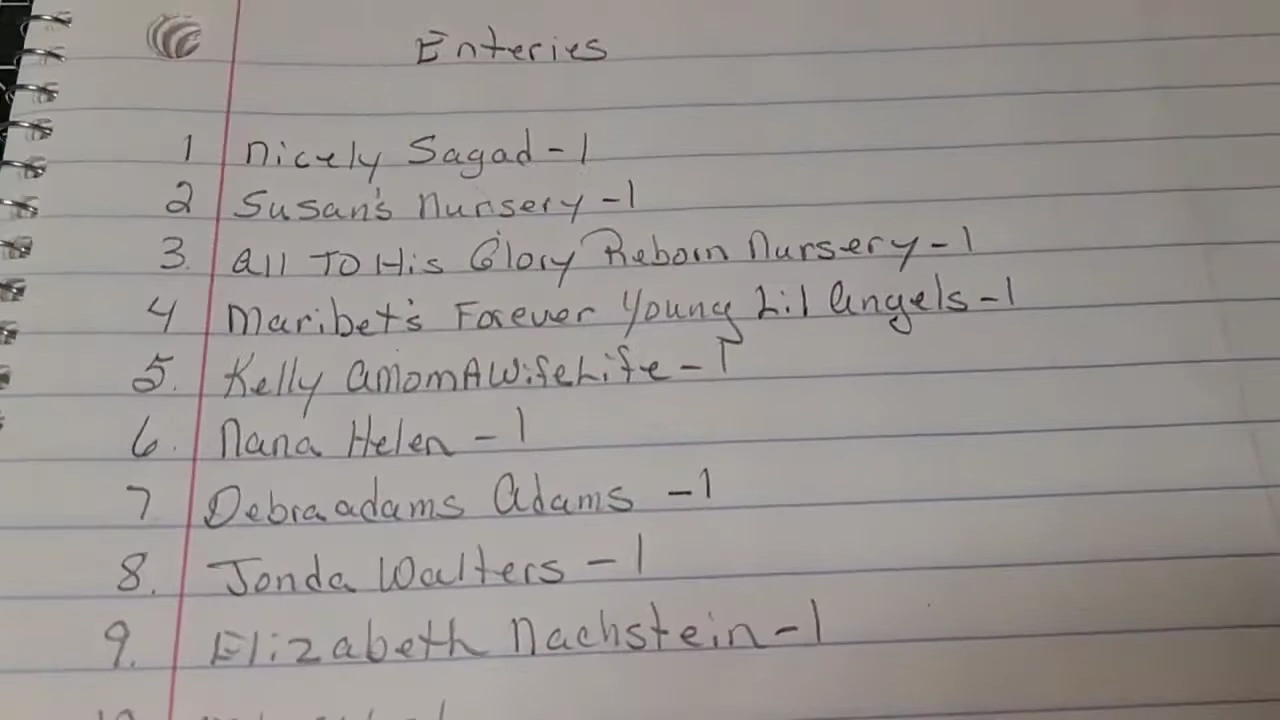 Enteries
1 Nicely Sagad - 1
2 Susan's Nursery - 1
3. All To His Glory Reborn Nursery - 1
4 Maribet's Forever Young Lil Angels - 1
5. Kelly AMomAWifeLife - 1
6. Nana Helen - 1
7 Debraadams Adams - 1
8. Jonda Walters - 1
9. Elizabeth Nachstein - 1